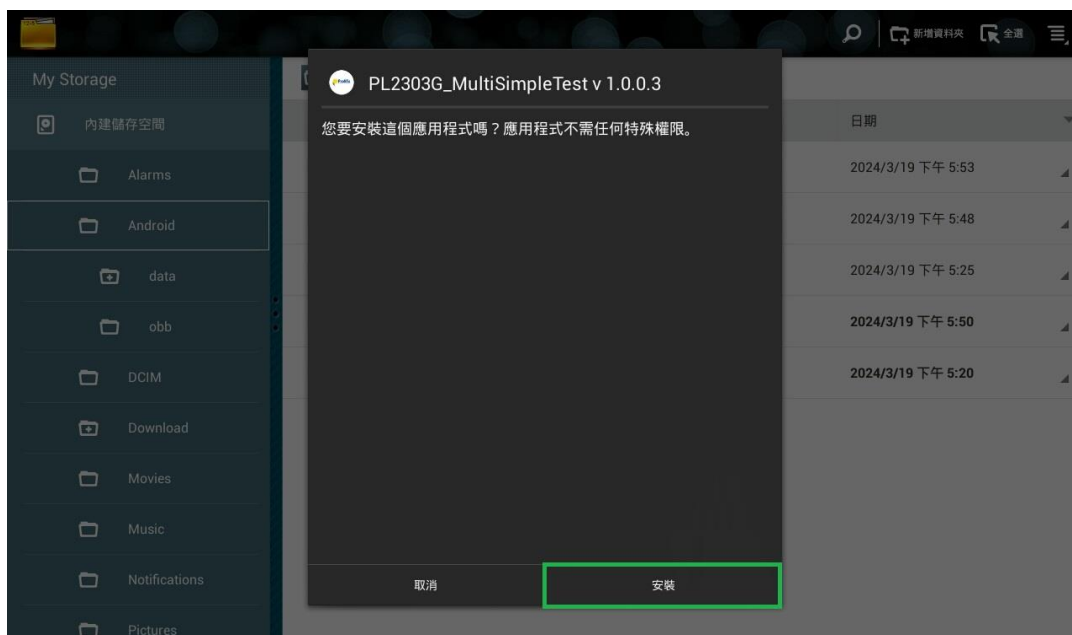 新增資料夾
全選
My Storage
PL2303G_MultiSimpleTest v 1.0.0.3
內建儲存空間
您要安裝這個應用程式嗎？應用程式不需任何特殊權限。
日期
Alarms
2024/3/19 下午 5:53
Android
2024/3/19 下午 5:48
data
2024/3/19 下午 5:25
obb
2024/3/19 下午 5:50
DCIM
2024/3/19 下午 5:20
Download
Movies
Music
Notifications
取消
安裝
Pictures